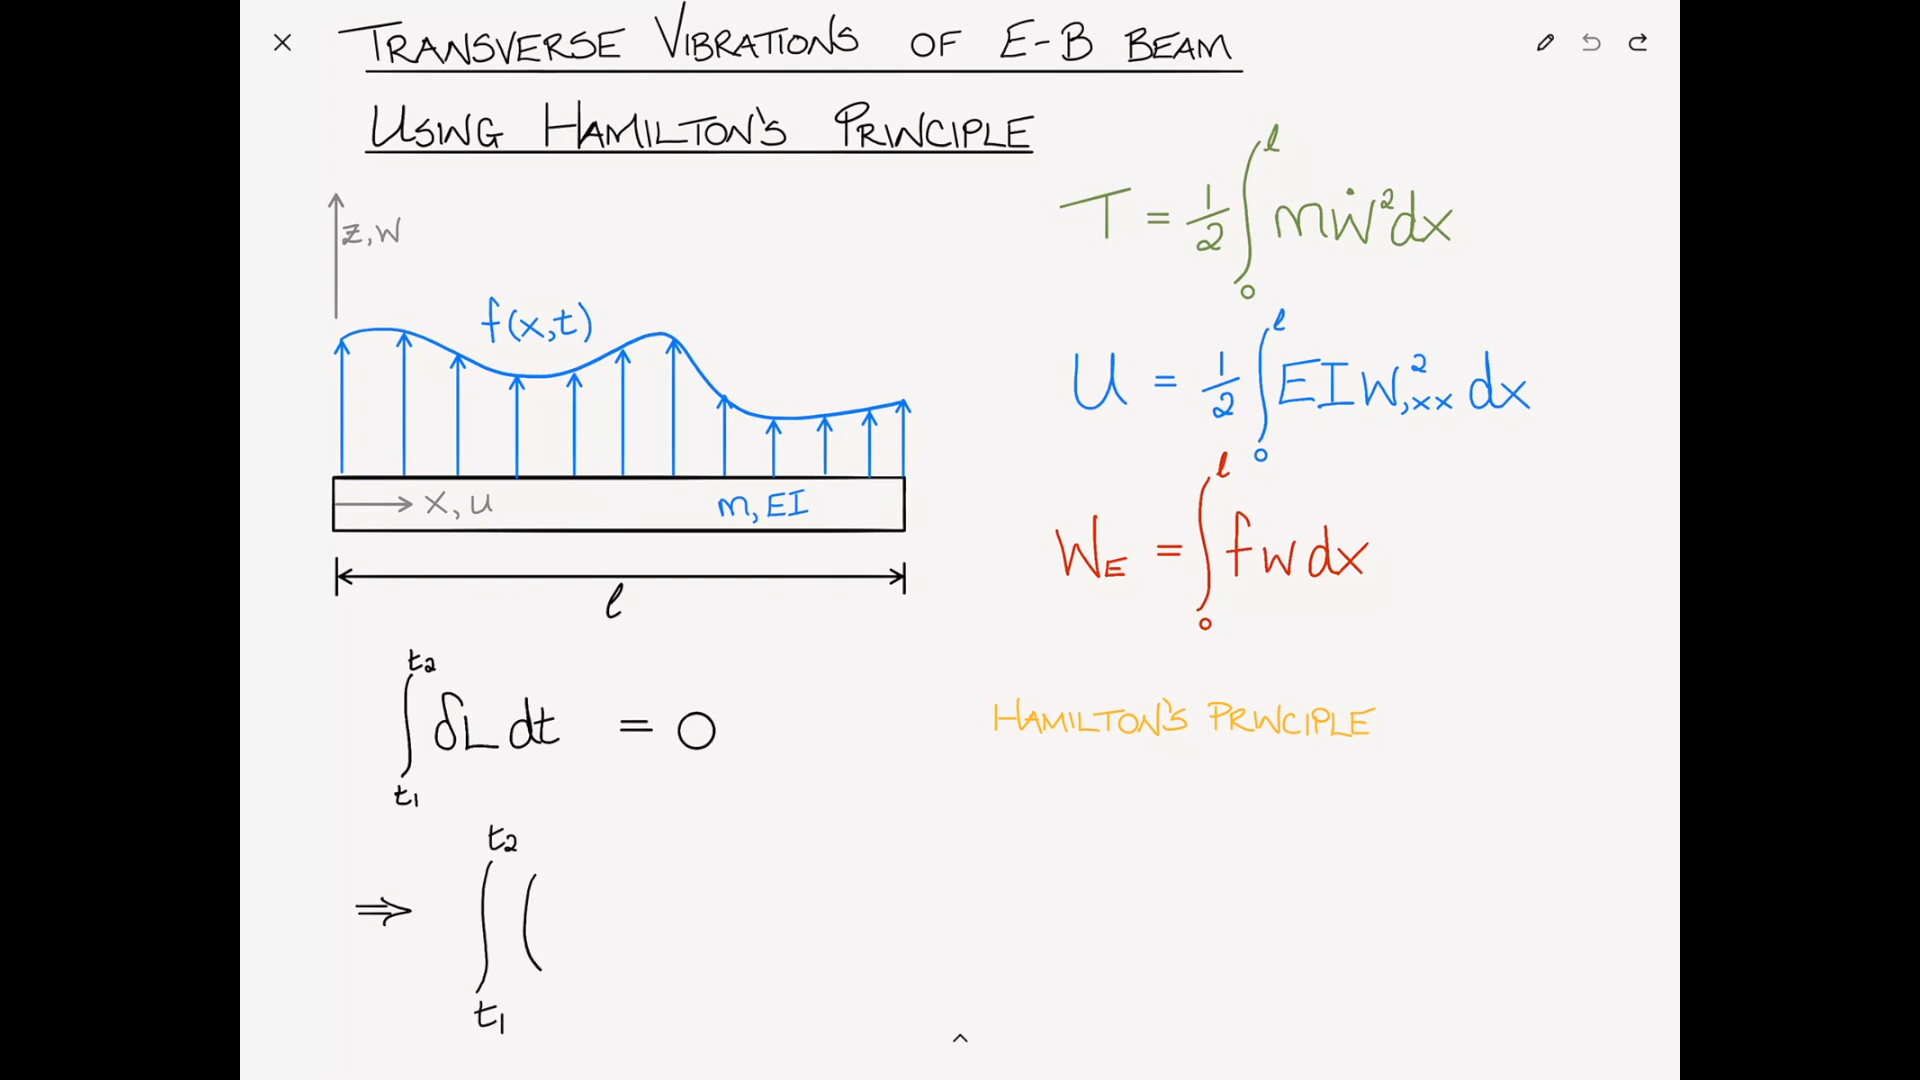 TRANSVERSE VIBRATIONS OF E-B BEAM
USING HAMILTON'S PRINCIPLE
z, w
f(x,t)
x, u
m, EI
l
T = 1/2 ∫₀ˡ mẇ² dx
U = 1/2 ∫₀ˡ EI w,ₓₓ² dx
W_E = ∫₀ˡ f w dx
∫_{t₁}^{t₂} δL dt = 0
HAMILTON'S PRINCIPLE
⇒ ∫_{t₁}^{t₂} (